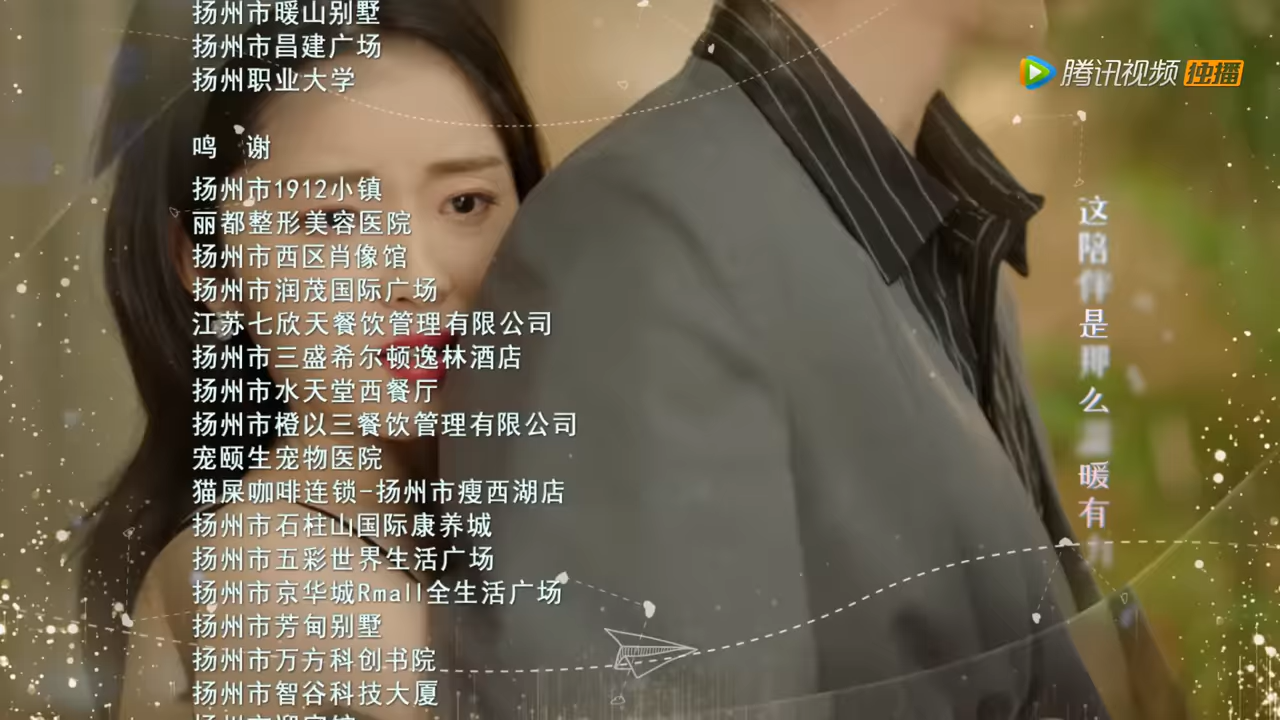 扬州市暖山别墅
扬州市昌建广场
扬州职业大学
鸣 谢
扬州市1912小镇
丽都整形美容医院
扬州市西区肖像馆
扬州市润茂国际广场
江苏七欣天餐饮管理有限公司
扬州市三盛希尔顿逸林酒店
扬州市水天堂西餐厅
扬州市橙以三餐饮管理有限公司
宠颐生宠物医院
猫屎咖啡连锁-扬州市瘦西湖店
扬州市石柱山国际康养城
扬州市五彩世界生活广场
扬州市京华城Rmall全生活广场
扬州市芳甸别墅
扬州市万方科创书院
扬州市智谷科技大厦
腾讯视频 独播
这陪伴是那么温暖有力